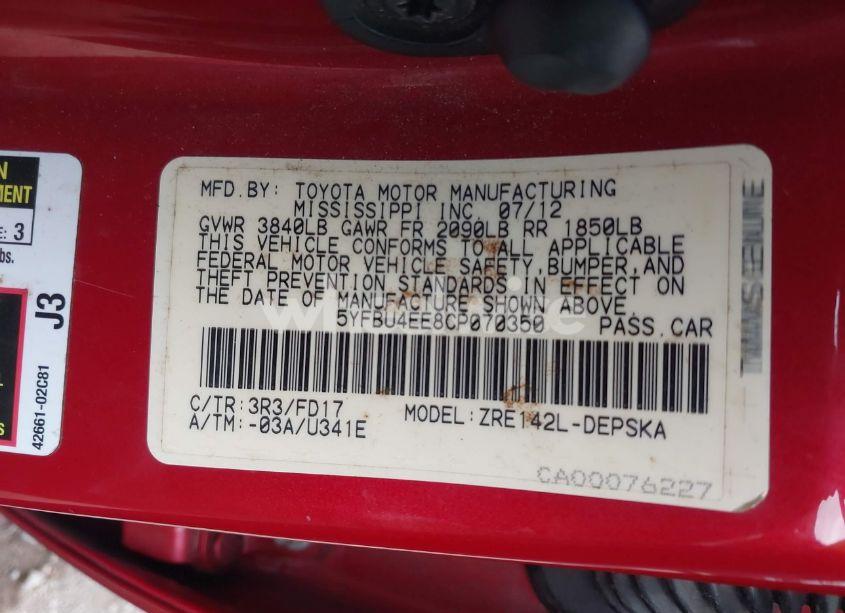 MFD.BY: TOYOTA MOTOR MANUFACTURING
MISSISSIPPI INC. 07/12
GVWR 3840LB GAWR FR 2090LB RR 1850LB
THIS VEHICLE CONFORMS TO ALL APPLICABLE
FEDERAL MOTOR VEHICLE SAFETY,BUMPER,AND
THEFT PREVENTION STANDARDS IN EFFECT ON
THE DATE OF MANUFACTURE SHOWN ABOVE.
5YFBU4EE8CP070350 PASS.CAR
C/TR:3R3/FD17 MODEL:ZRE142L-DEPSKA
A/TM:-03A/U341E
CA00076227
J3
42661-02C81
: 3
bs.